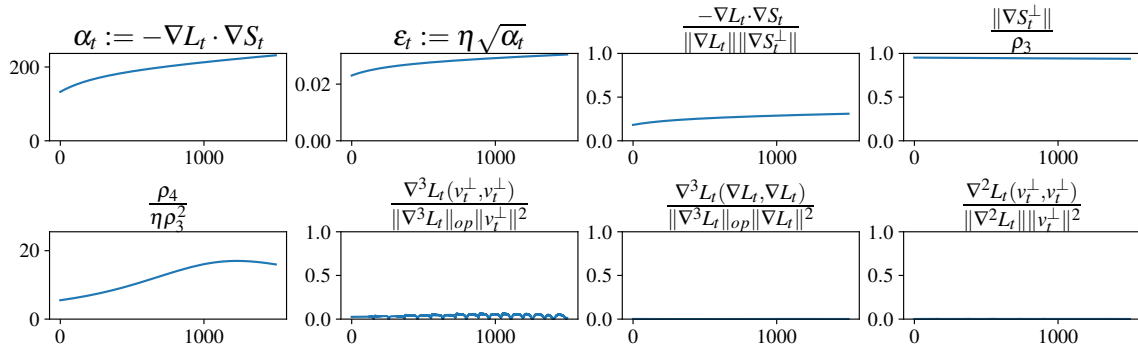 α_t := −∇L_t · ∇S_t
ε_t := η√α_t
−∇L_t·∇S_t
‖∇L_t‖‖∇S_t^⊥‖
‖∇S_t^⊥‖
ρ_3
200
0
0
1000
0.02
0.00
0
1000
1.0
0.5
0.0
0
1000
1.0
0.5
0.0
0
1000
ρ_4
ηρ_3^2
∇^3L_t(v_t^⊥,v_t^⊥)
‖∇^3L_t‖_op‖v_t^⊥‖^2
∇^3L_t(∇L_t,∇L_t)
‖∇^3L_t‖_op‖∇L_t‖^2
∇^2L_t(v_t^⊥,v_t^⊥)
‖∇^2L_t‖‖v_t^⊥‖^2
20
0
0
1000
1.0
0.5
0.0
0
1000
1.0
0.5
0.0
0
1000
1.0
0.5
0.0
0
1000